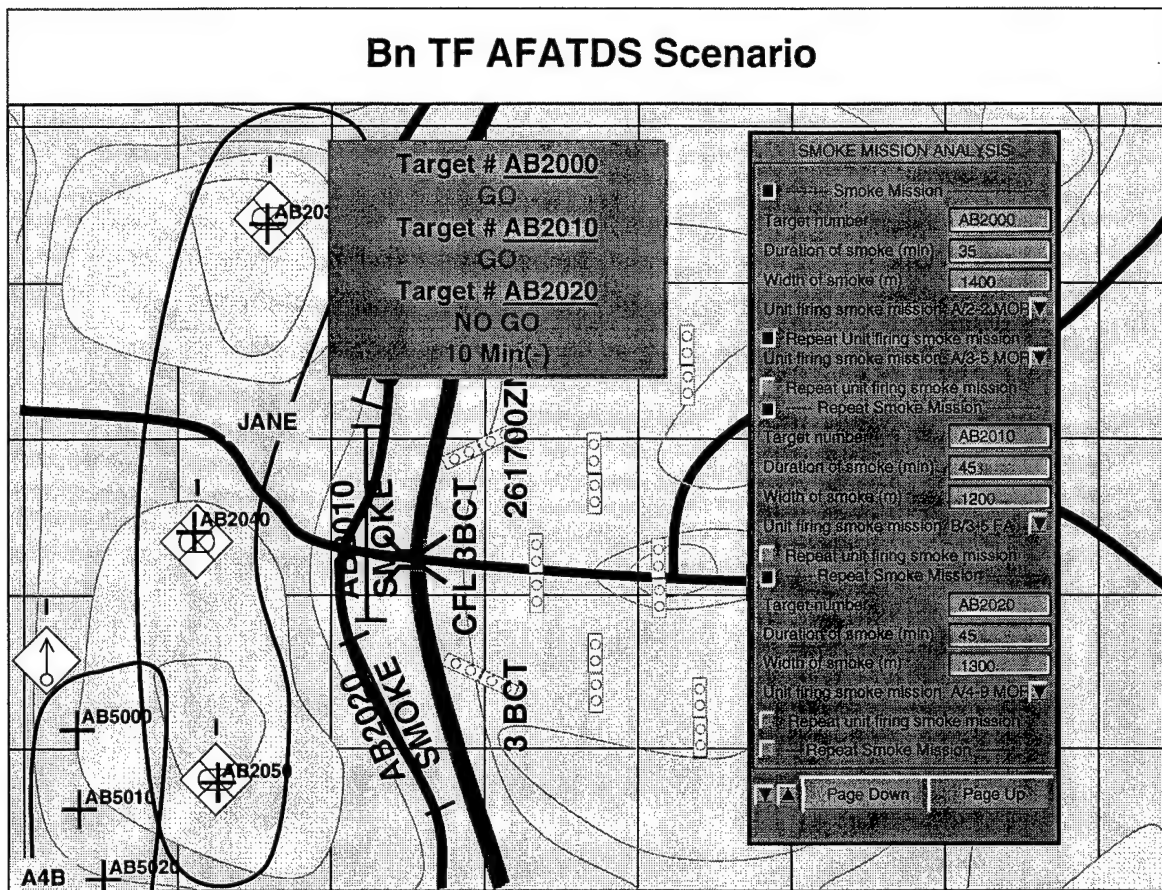 Bn TF AFATDS Scenario
Target # AB2000
GO
Target # AB2010
GO
Target # AB2020
NO GO
10 Min(-)
SMOKE MISSION ANALYSIS
Smoke Mission
Target number AB2000
Duration of smoke (min) 35
Width of smoke (m) 1400
Unit firing smoke mission A/2-2 MOR
Repeat Unit firing smoke mission
Unit firing smoke mission A/3-5 MOR
Repeat unit firing smoke mission
Repeat Smoke Mission
Target number AB2010
Duration of smoke (min) 45
Width of smoke (m) 1200
Unit firing smoke mission B/3-5 FA
Repeat unit firing smoke mission
Repeat Smoke Mission
Target number AB2020
Duration of smoke (min) 45
Width of smoke (m) 1300
Unit firing smoke mission A/4-9 MOR
Repeat unit firing smoke mission
Repeat Smoke Mission
Page Down Page Up
AB203
JANE
AB2040
AB2010
SMOKE
CFL 3BCT
261700ZN
AB2020
SMOKE
3 BCT
AB5000
AB2050
AB5010
A4B
AB5020